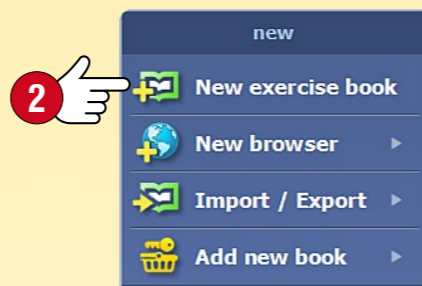 new
2
New exercise book
New browser
Import / Export
Add new book